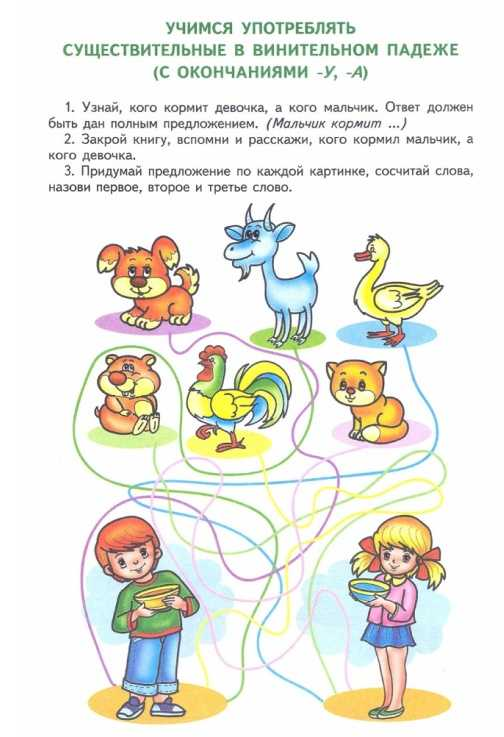 УЧИМСЯ УПОТРЕБЛЯТЬ
СУЩЕСТВИТЕЛЬНЫЕ В ВИНИТЕЛЬНОМ ПАДЕЖЕ
(С ОКОНЧАНИЯМИ -У, -А)
1. Узнай, кого кормит девочка, а кого мальчик. Ответ должен
быть дан полным предложением. (Мальчик кормит ...)
2. Закрой книгу, вспомни и расскажи, кого кормил мальчик, а
кого девочка.
3. Придумай предложение по каждой картинке, сосчитай слова,
назови первое, второе и третье слово.